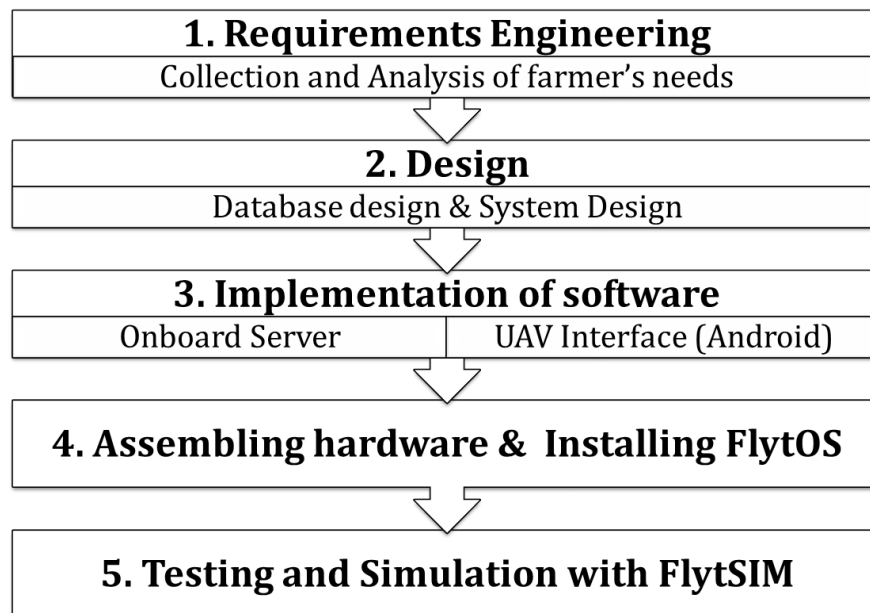 1. Requirements Engineering
Collection and Analysis of farmer's needs
2. Design
Database design & System Design
3. Implementation of software
Onboard Server
UAV Interface (Android)
4. Assembling hardware & Installing FlytOS
5. Testing and Simulation with FlytSIM